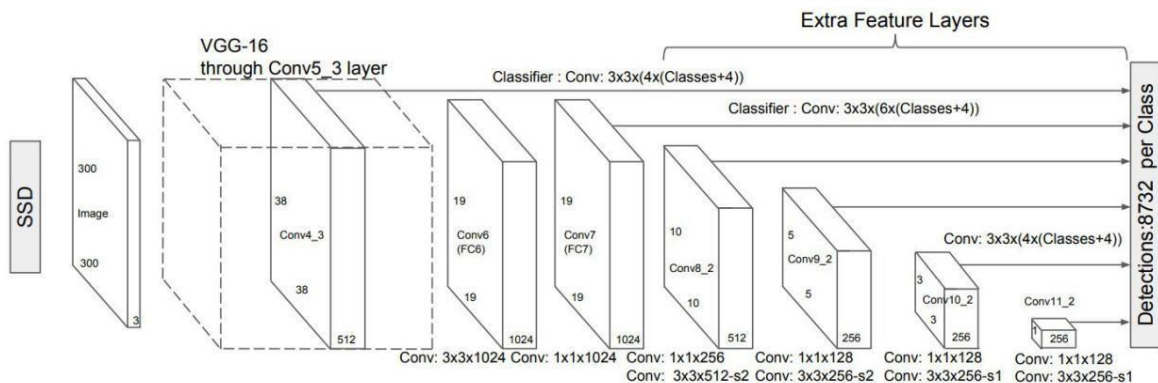 Extra Feature Layers
VGG-16
through Conv5_3 layer
Classifier : Conv: 3x3x(4x(Classes+4))
Classifier : Conv: 3x3x(6x(Classes+4))
Conv: 3x3x(4x(Classes+4))
SSD
300
Image
300
3
38
Conv4_3
38
512
19
Conv6
(FC6)
19
1024
19
Conv7
(FC7)
19
1024
10
Conv8_2
10
512
5
Conv9_2
5
256
3
Conv10_2
3
256
Conv11_2
1
256
Detections:8732 per Class
Conv: 3x3x1024
Conv: 1x1x1024
Conv: 1x1x256
Conv: 3x3x512-s2
Conv: 1x1x128
Conv: 3x3x256-s2
Conv: 1x1x128
Conv: 3x3x256-s1
Conv: 1x1x128
Conv: 3x3x256-s1